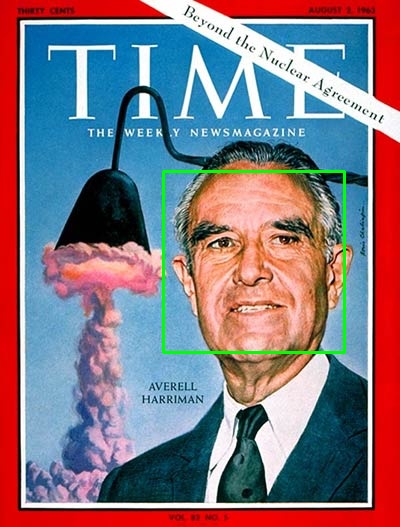 THIRTY CENTS
AUGUST 2, 1963
Beyond the Nuclear Agreement
TIME
THE WEEKLY NEWSMAGAZINE
AVERELL
HARRIMAN
VOL. 82 NO. 5